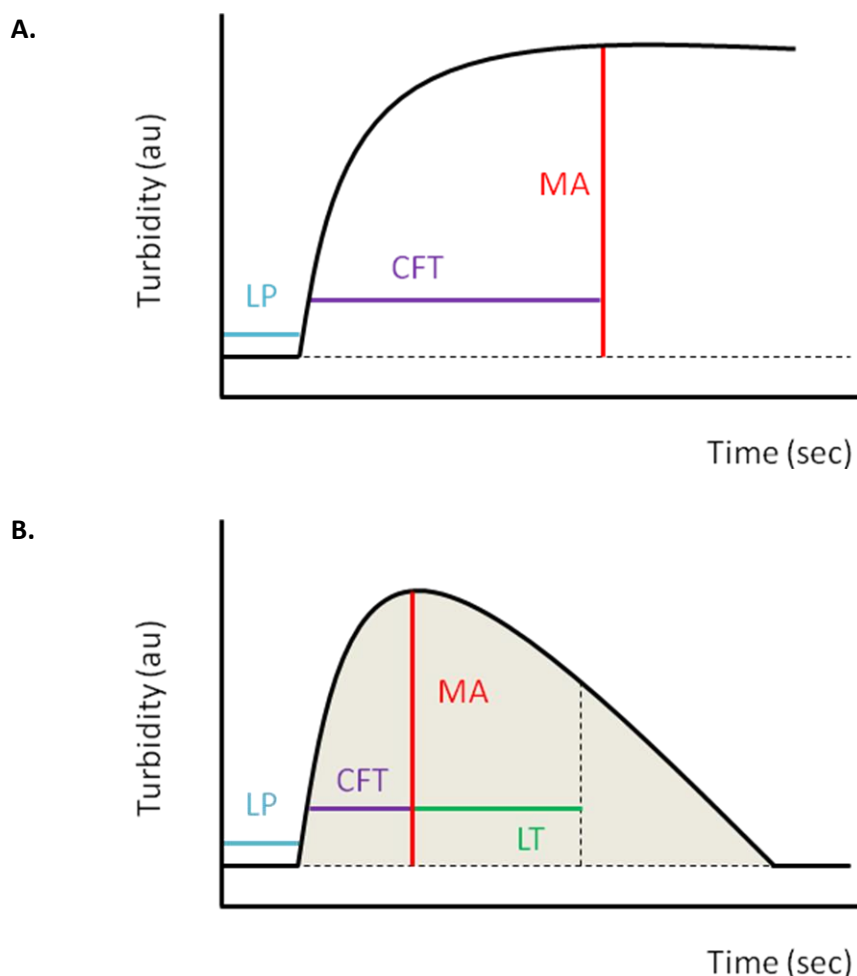 A.
Turbidity (au)
MA
CFT
LP
Time (sec)
B.
Turbidity (au)
MA
CFT
LP
LT
Time (sec)